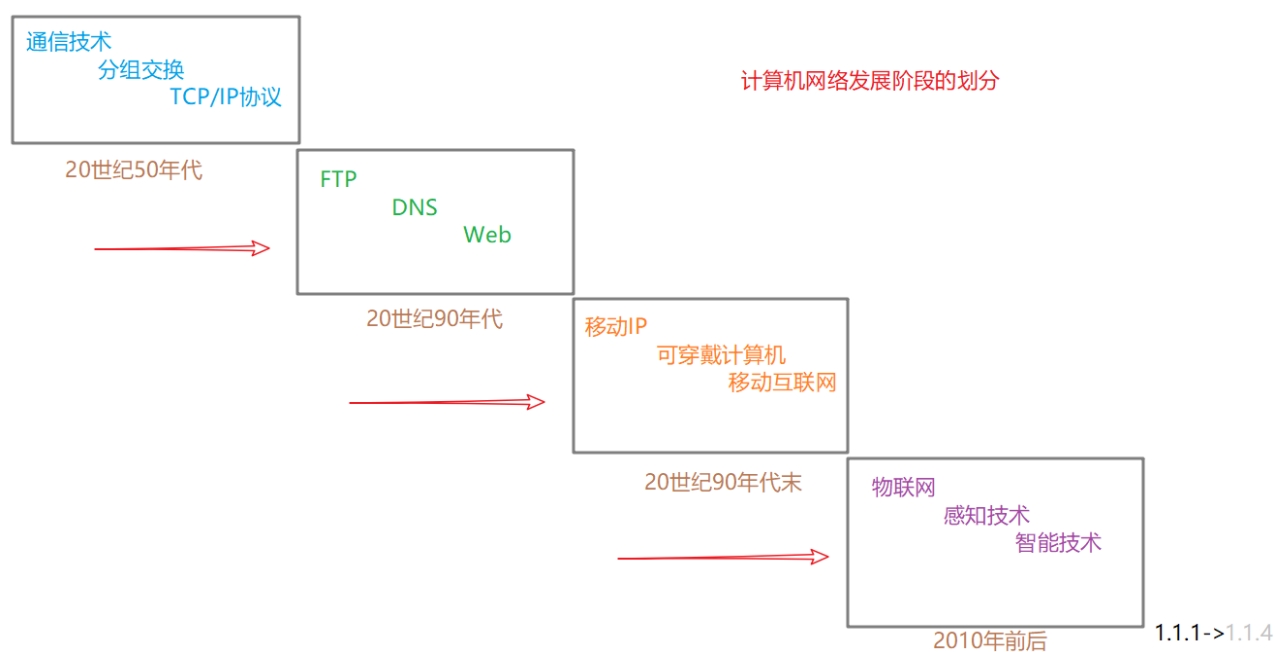 通信技术
分组交换
TCP/IP协议
计算机网络发展阶段的划分
20世纪50年代
FTP
DNS
Web
20世纪90年代
移动IP
可穿戴计算机
移动互联网
20世纪90年代末
物联网
感知技术
智能技术
2010年前后
1.1.1->1.1.4